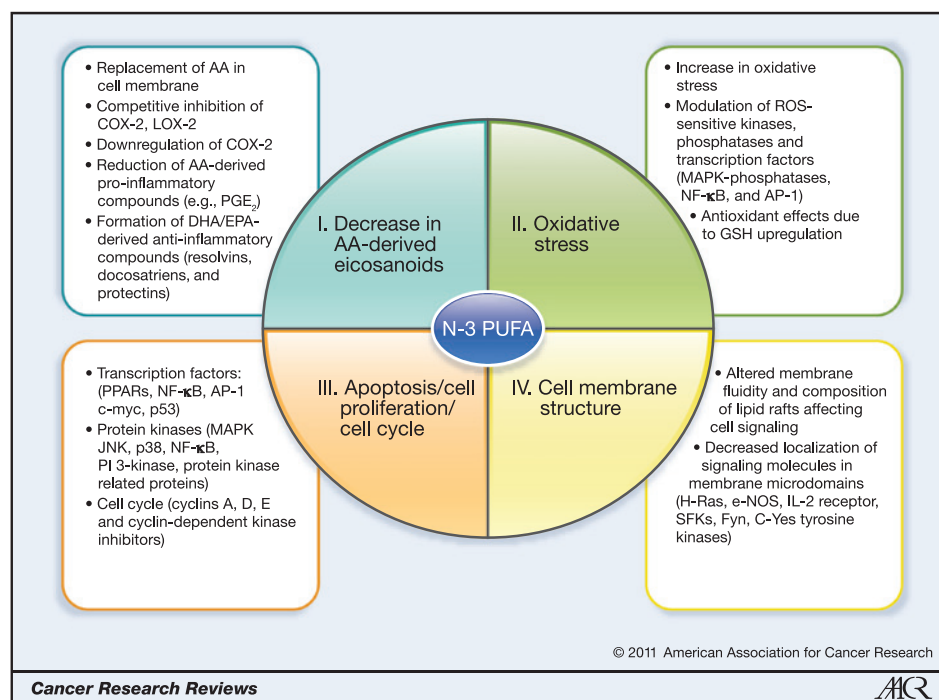 • Replacement of AA in
cell membrane
• Competitive inhibition of
COX-2, LOX-2
• Downregulation of COX-2
• Reduction of AA-derived
pro-inflammatory
compounds (e.g., PGE₂)
• Formation of DHA/EPA-
derived anti-inflammatory
compounds (resolvins,
docosatriens, and
protectins)
• Increase in oxidative
stress
• Modulation of ROS-
sensitive kinases,
phosphatases and
transcription factors
(MAPK-phosphatases,
NF-κB, and AP-1)
• Antioxidant effects due
to GSH upregulation
I. Decrease in
AA-derived
eicosanoids
II. Oxidative
stress
N-3 PUFA
III. Apoptosis/cell
proliferation/
cell cycle
IV. Cell membrane
structure
• Transcription factors:
(PPARs, NF-κB, AP-1
c-myc, p53)
• Protein kinases (MAPK
JNK, p38, NF-κB,
PI 3-kinase, protein kinase
related proteins)
• Cell cycle (cyclins A, D, E
and cyclin-dependent kinase
inhibitors)
• Altered membrane
fluidity and composition
of lipid rafts affecting
cell signaling
• Decreased localization of
signaling molecules in
membrane microdomains
(H-Ras, e-NOS, IL-2 receptor,
SFKs, Fyn, C-Yes tyrosine
kinases)
© 2011 American Association for Cancer Research
Cancer Research Reviews
AACR